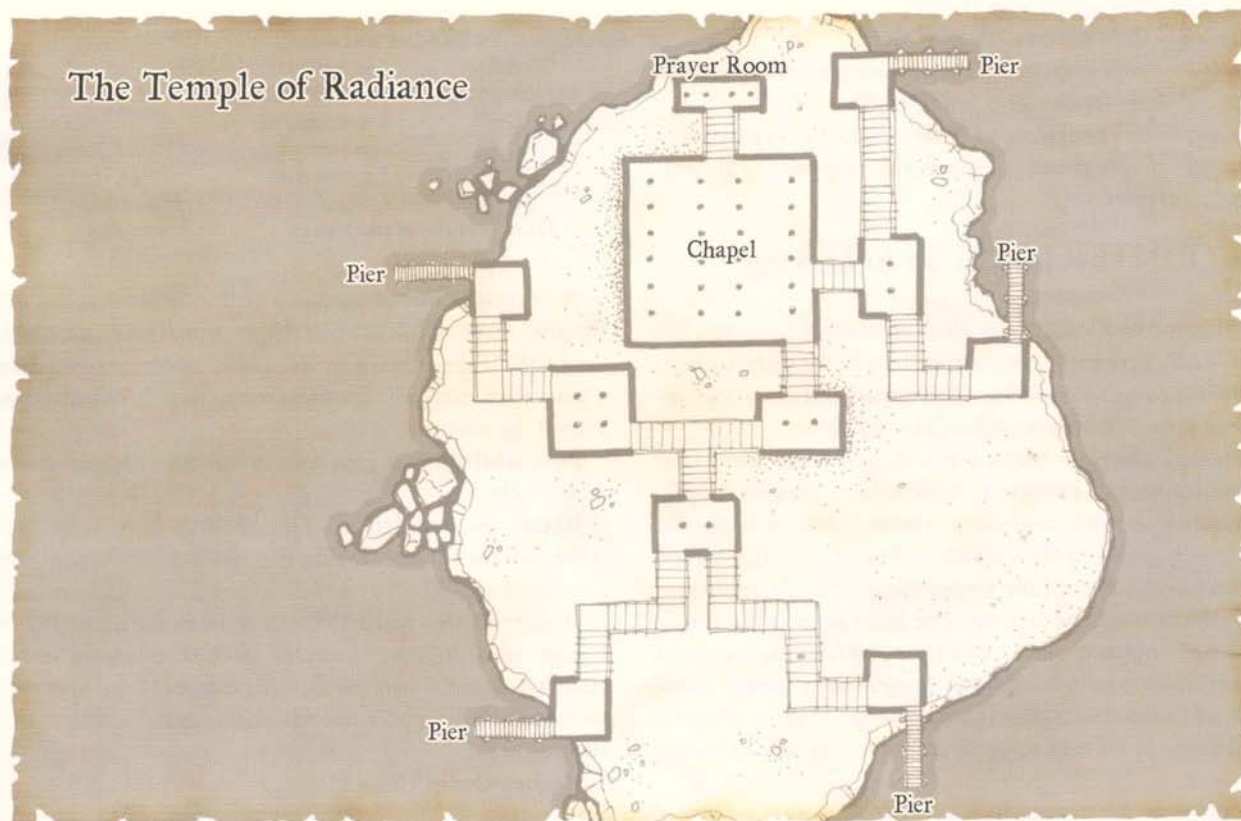 The Temple of Radiance
Prayer Room
Pier
Chapel
Pier
Pier
Pier
Pier